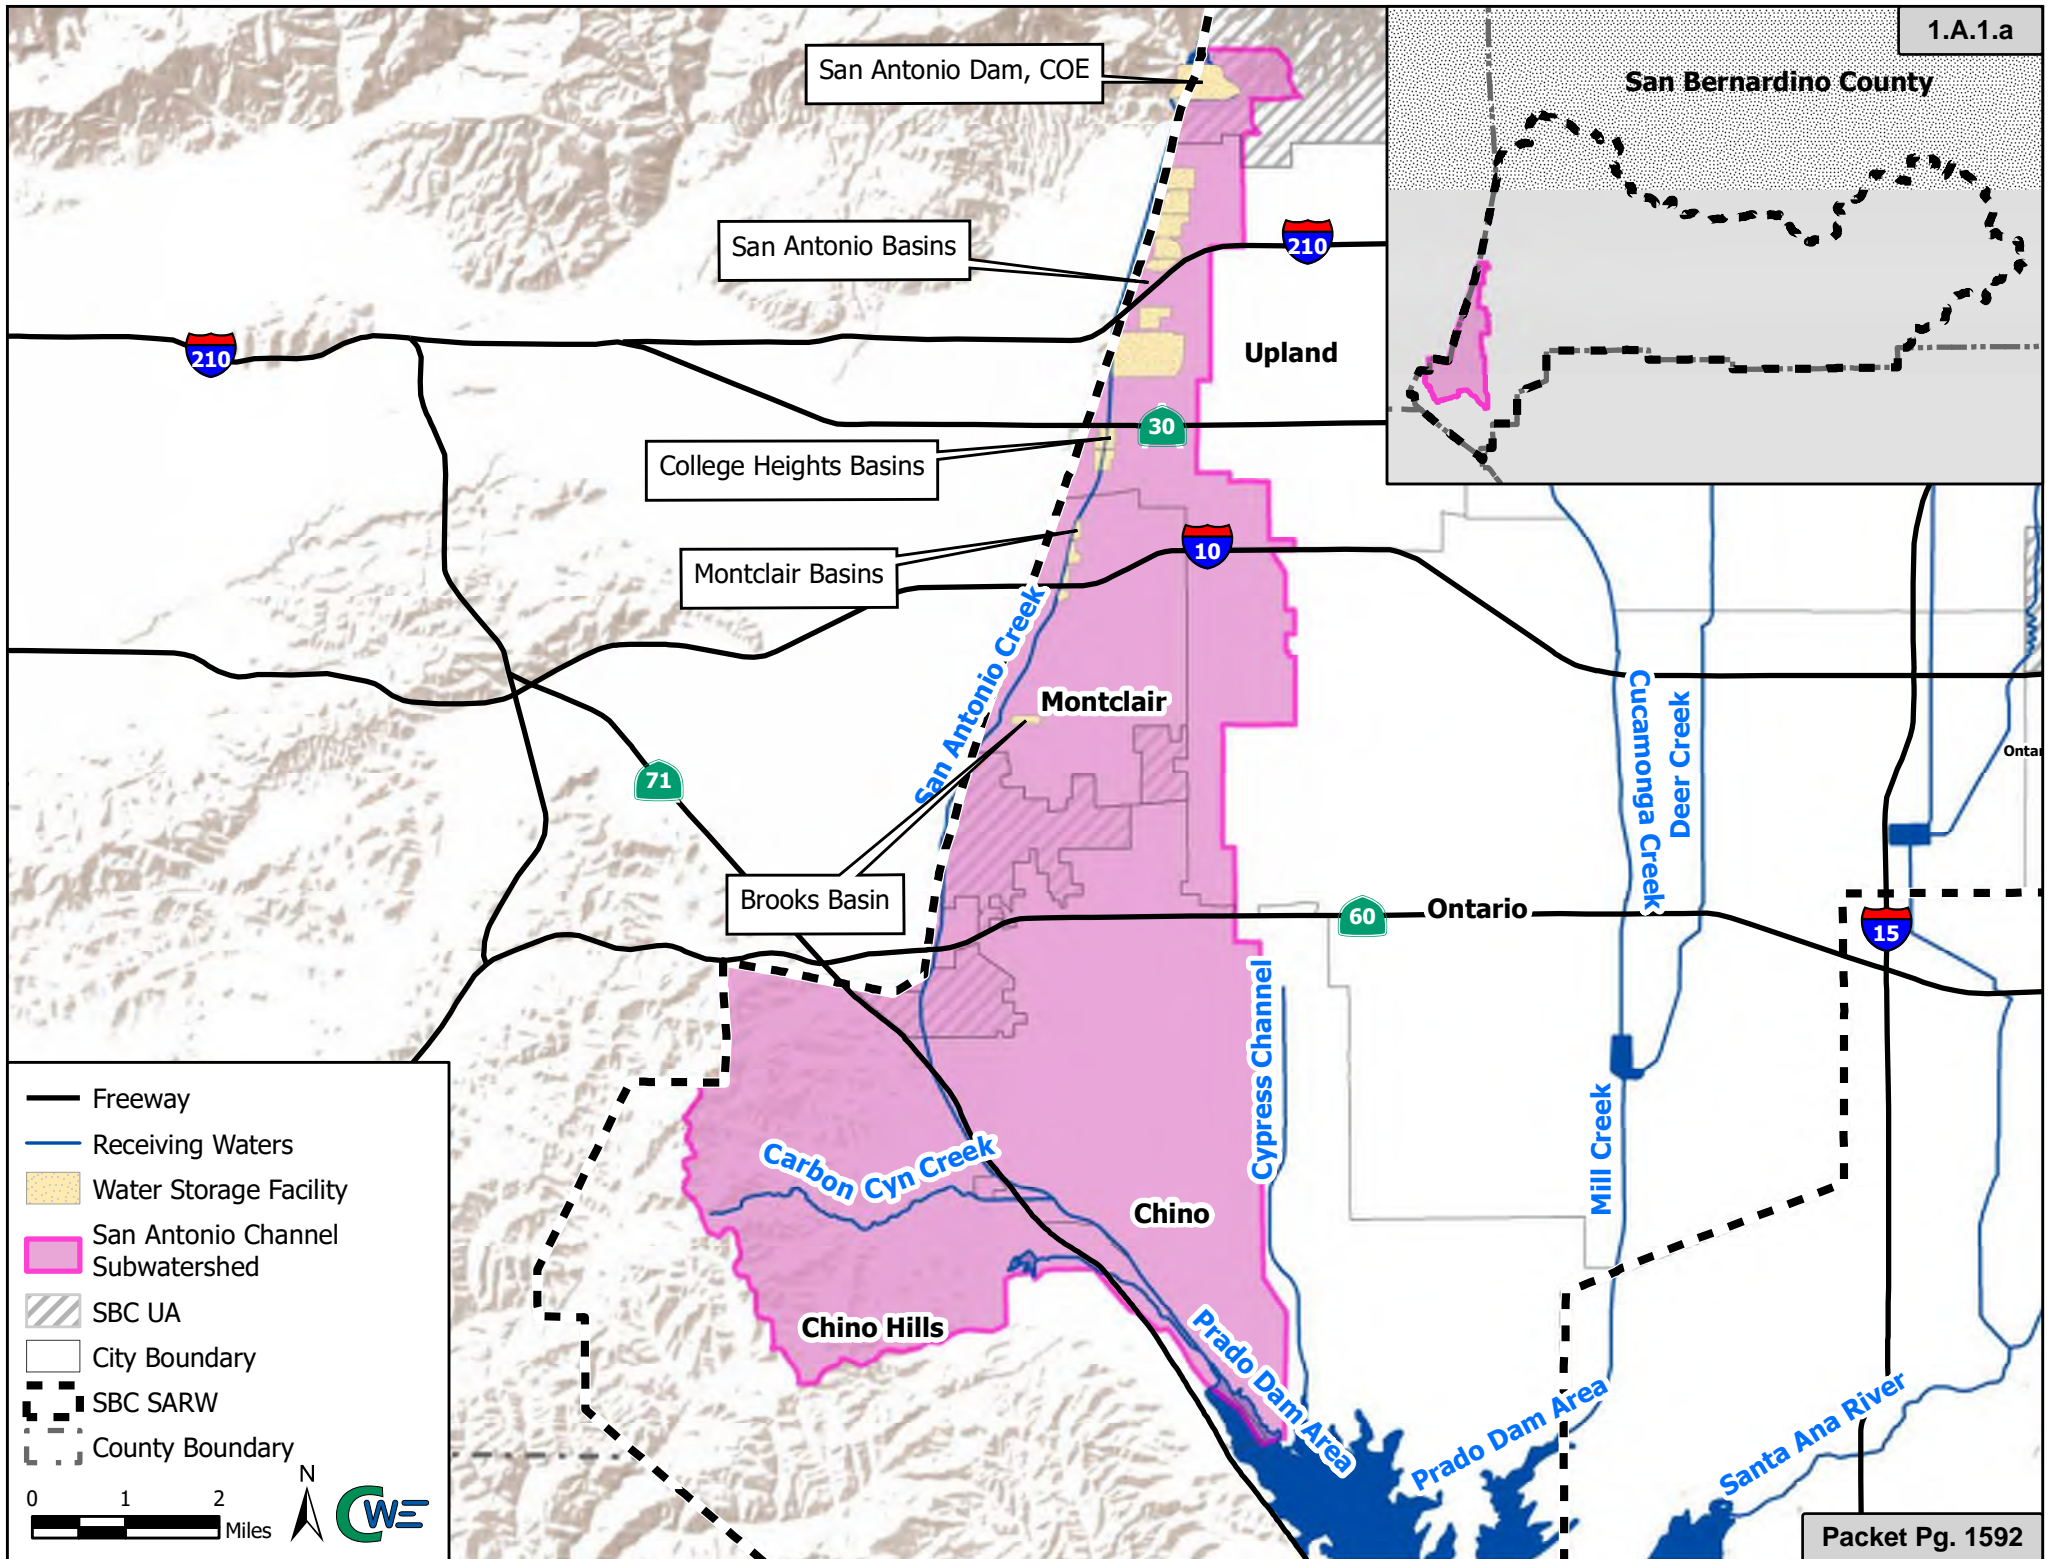 1.A.1.a
San Antonio Dam, COE
San Bernardino County
San Antonio Basins
210
210
Upland
College Heights Basins
30
10
Montclair Basins
San Antonio Creek
Montclair
Cucamonga Creek
Deer Creek
Ontar
71
Brooks Basin
60
Ontario
15
Cypress Channel
Mill Creek
Carbon Cyn Creek
Chino
Chino Hills
Prado Dam Area
Prado Dam Area
Santa Ana River
Freeway
Receiving Waters
Water Storage Facility
San Antonio Channel
Subwatershed
SBC UA
City Boundary
SBC SARW
County Boundary
N
0 1 2
Miles
CWE
Packet Pg. 1592